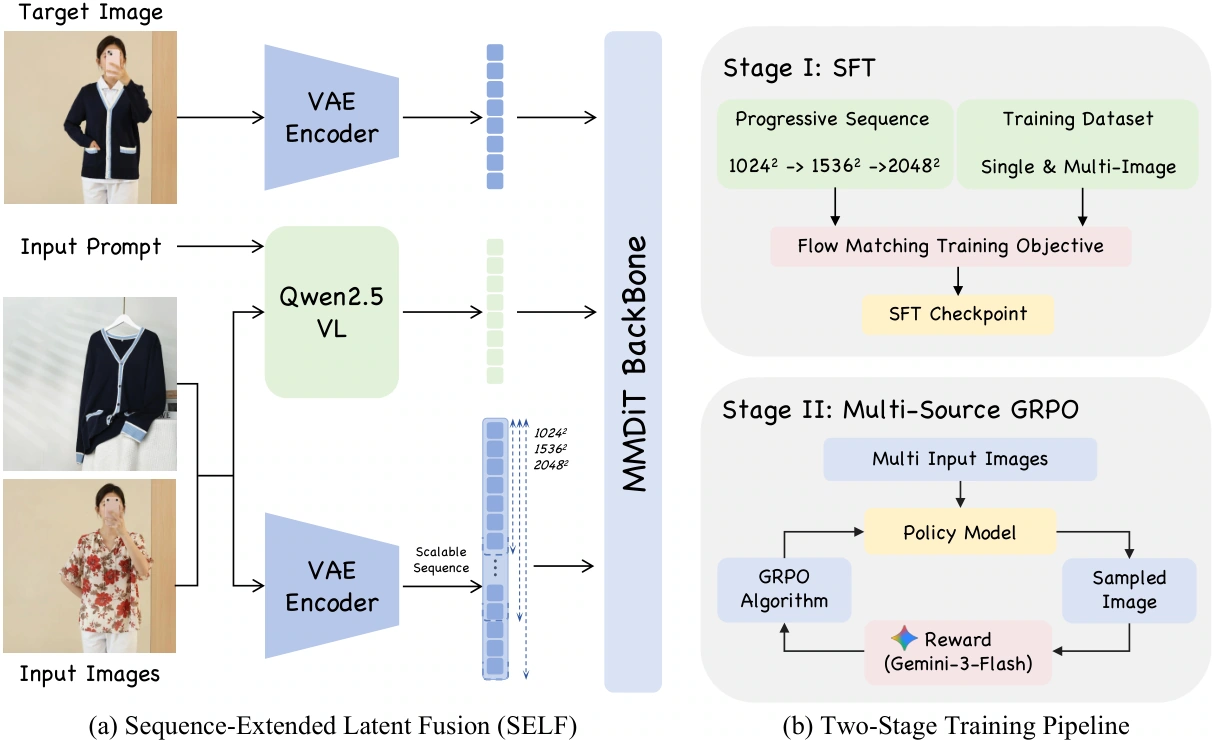 Target Image
VAE
Encoder
Input Prompt
Qwen2.5
VL
1024²
1536²
2048²
Scalable
Sequence
VAE
Encoder
Input Images
MMDiT BackBone
(a) Sequence-Extended Latent Fusion (SELF)
Stage I: SFT
Progressive Sequence
1024² -> 1536² ->2048²
Training Dataset
Single & Multi-Image
Flow Matching Training Objective
SFT Checkpoint
Stage II: Multi-Source GRPO
Multi Input Images
Policy Model
GRPO
Algorithm
Sampled
Image
Reward
(Gemini-3-Flash)
(b) Two-Stage Training Pipeline